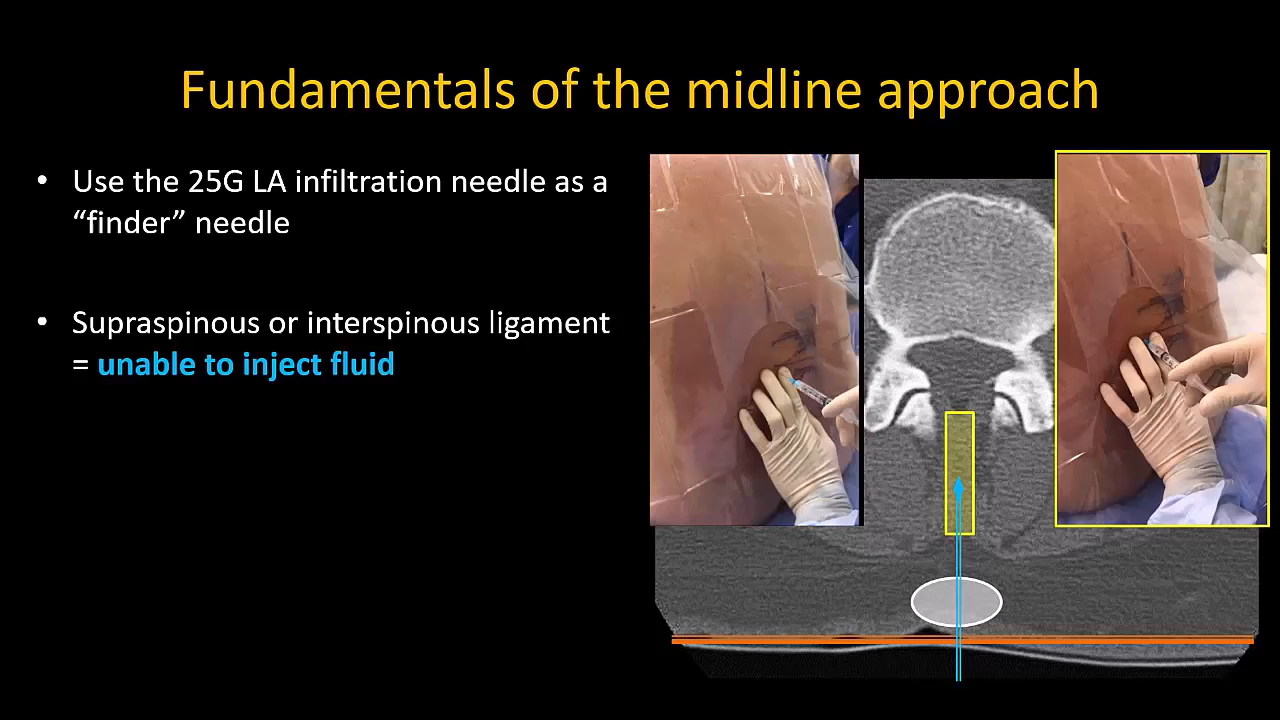 Fundamentals of the midline approach
• Use the 25G LA infiltration needle as a
“finder” needle
• Supraspinous or interspinous ligament
= unable to inject fluid